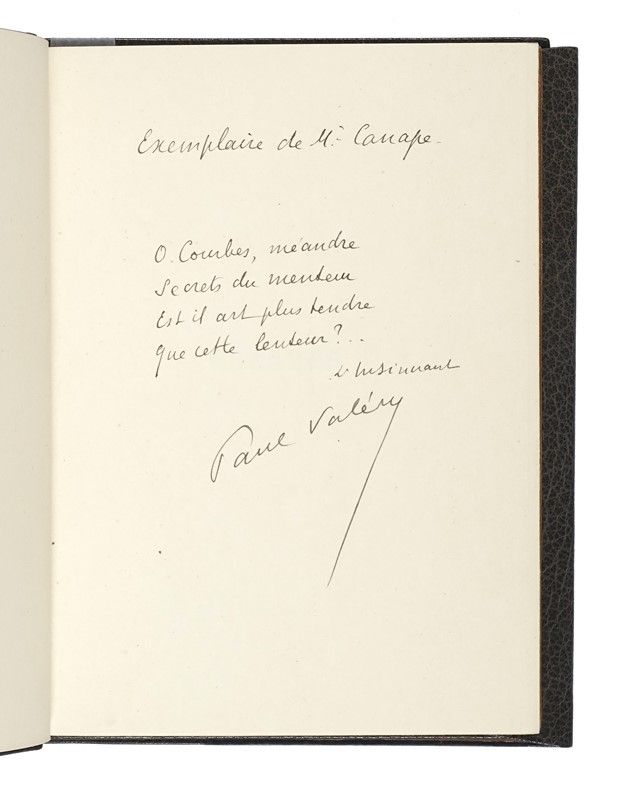 Exemplaire de Mr. Canape.
O Courbes, méandre
Secrets du menteur
Est il art plus tendre
Que cette lenteur?..
L'Insinuant
Paul Valéry